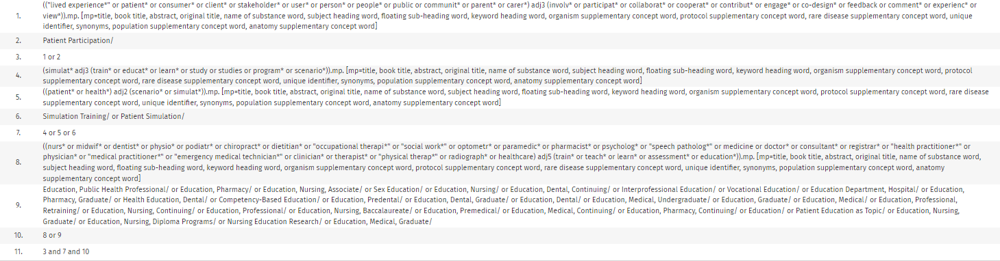 (("lived experience*" or patient* or consumer* or client* or stakeholder* or user* or person* or people* or public or communit* or parent* or carer*) adj3 (involv* or participat* or collaborat* or cooperat* or contribut* or engage* or co-design* or feedback or comment* or experienc* or
1. view*)).mp. [mp=title, book title, abstract, original title, name of substance word, subject heading word, floating sub-heading word, keyword heading word, organism supplementary concept word, protocol supplementary concept word, rare disease supplementary concept word, unique
identifier, synonyms, population supplementary concept word, anatomy supplementary concept word]
2. Patient Participation/
3. 1 or 2
4. (simulat* adj3 (train* or educat* or learn* or study or studies or program* or scenario*)).mp. [mp=title, book title, abstract, original title, name of substance word, subject heading word, floating sub-heading word, keyword heading word, organism supplementary concept word, protocol
supplementary concept word, rare disease supplementary concept word, unique identifier, synonyms, population supplementary concept word, anatomy supplementary concept word]
5. ((patient* or health*) adj2 (scenario* or simulat*)).mp. [mp=title, book title, abstract, original title, name of substance word, subject heading word, floating sub-heading word, keyword heading word, organism supplementary concept word, protocol supplementary concept word, rare disease
supplementary concept word, unique identifier, synonyms, population supplementary concept word, anatomy supplementary concept word]
6. Simulation Training/ or Patient Simulation/
7. 4 or 5 or 6
((nurs* or midwif* or dentist* or physio* or podiatr* or chiropract* or dietitian* or "occupational therapi*" or "social work*" or optometr* or paramedic* or pharmacist* or psycholog* or "speech patholog*" or medicine or doctor* or consultant* or registrar* or "health practitioner*" or
8. physician* or "medical practitioner*" or "emergency medical technician*" or clinician* or therapist* or "physical therap*" or radiograph* or healthcare) adj5 (train* or teach* or learn* or assessment* or education*)).mp. [mp=title, book title, abstract, original title, name of substance word,
subject heading word, floating sub-heading word, keyword heading word, organism supplementary concept word, protocol supplementary concept word, rare disease supplementary concept word, unique identifier, synonyms, population supplementary concept word, anatomy
supplementary concept word]
Education, Public Health Professional/ or Education, Pharmacy/ or Education, Nursing, Associate/ or Sex Education/ or Education, Nursing/ or Education, Dental, Continuing/ or Interprofessional Education/ or Vocational Education/ or Education Department, Hospital/ or Education,
9. Pharmacy, Graduate/ or Health Education, Dental/ or Competency-Based Education/ or Education, Predental/ or Education, Dental, Graduate/ or Education, Dental/ or Education, Medical, Undergraduate/ or Education, Graduate/ or Education, Medical/ or Education, Professional,
Retraining/ or Education, Nursing, Continuing/ or Education, Professional/ or Education, Nursing, Baccalaureate/ or Education, Premedical/ or Education, Medical, Continuing/ or Education, Pharmacy, Continuing/ or Education/ or Patient Education as Topic/ or Education, Nursing,
Graduate/ or Education, Nursing, Diploma Programs/ or Nursing Education Research/ or Education, Medical, Graduate/
10. 8 or 9
11. 3 and 7 and 10